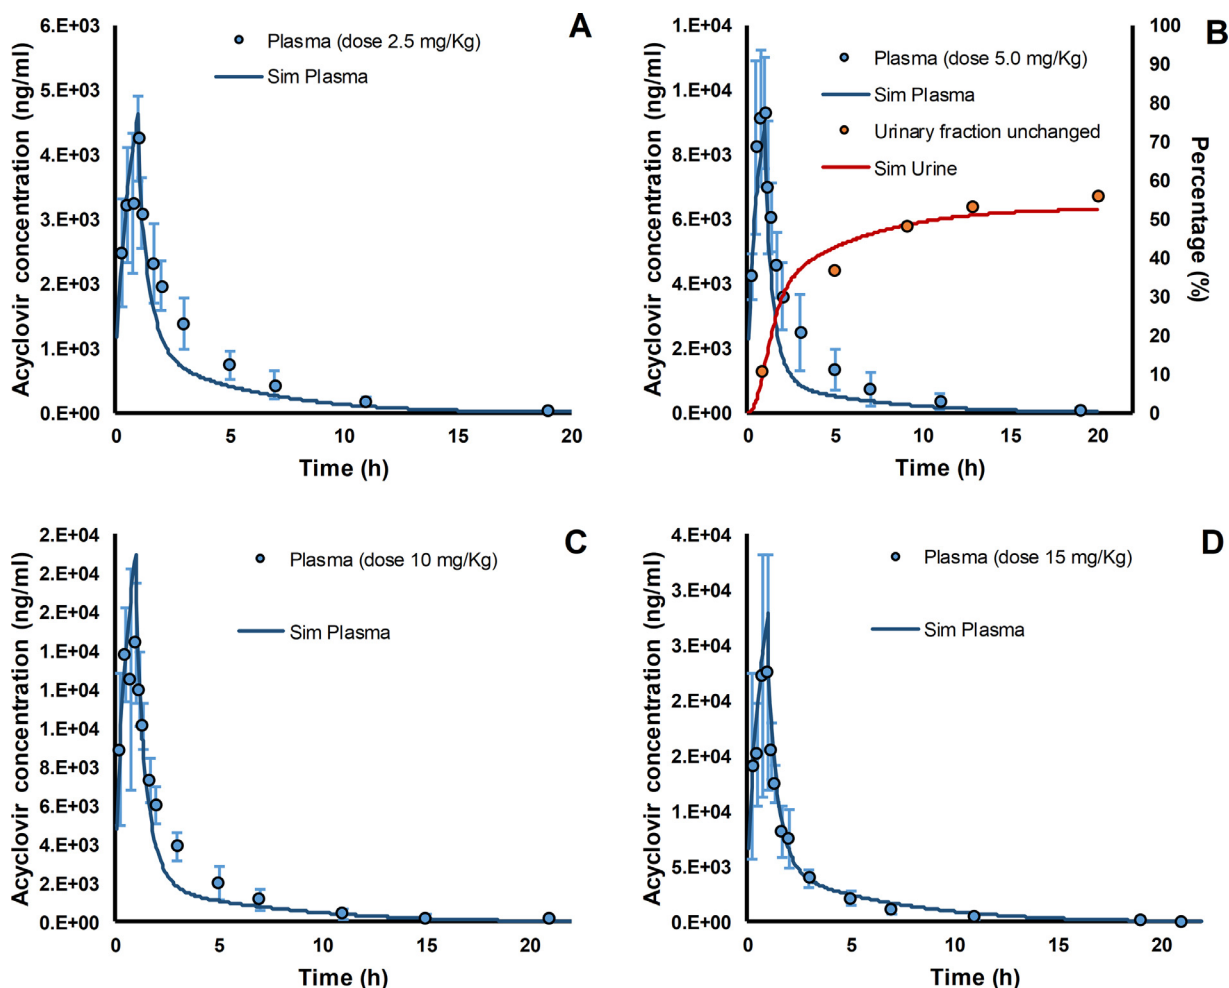 A
Plasma (dose 2.5 mg/Kg)
Sim Plasma
Acyclovir concentration (ng/ml)
6.E+03
5.E+03
4.E+03
3.E+03
2.E+03
1.E+03
0.E+00
0 5 10 15 20
Time (h)
B
Plasma (dose 5.0 mg/Kg)
Sim Plasma
Urinary fraction unchanged
Sim Urine
Acyclovir concentration (ng/ml)
1.E+04
1.E+04
8.E+03
6.E+03
4.E+03
2.E+03
0.E+00
100
90
80
70
60
50
40
30
20
10
0
Percentage (%)
0 5 10 15 20
Time (h)
C
Plasma (dose 10 mg/Kg)
Sim Plasma
Acyclovir concentration (ng/ml)
2.E+04
2.E+04
2.E+04
1.E+04
1.E+04
1.E+04
8.E+03
6.E+03
4.E+03
2.E+03
0.E+00
0 5 10 15 20
Time (h)
D
Plasma (dose 15 mg/Kg)
Sim Plasma
Acyclovir concentration (ng/ml)
4.E+04
3.E+04
3.E+04
2.E+04
2.E+04
1.E+04
5.E+03
0.E+00
0 5 10 15 20
Time (h)